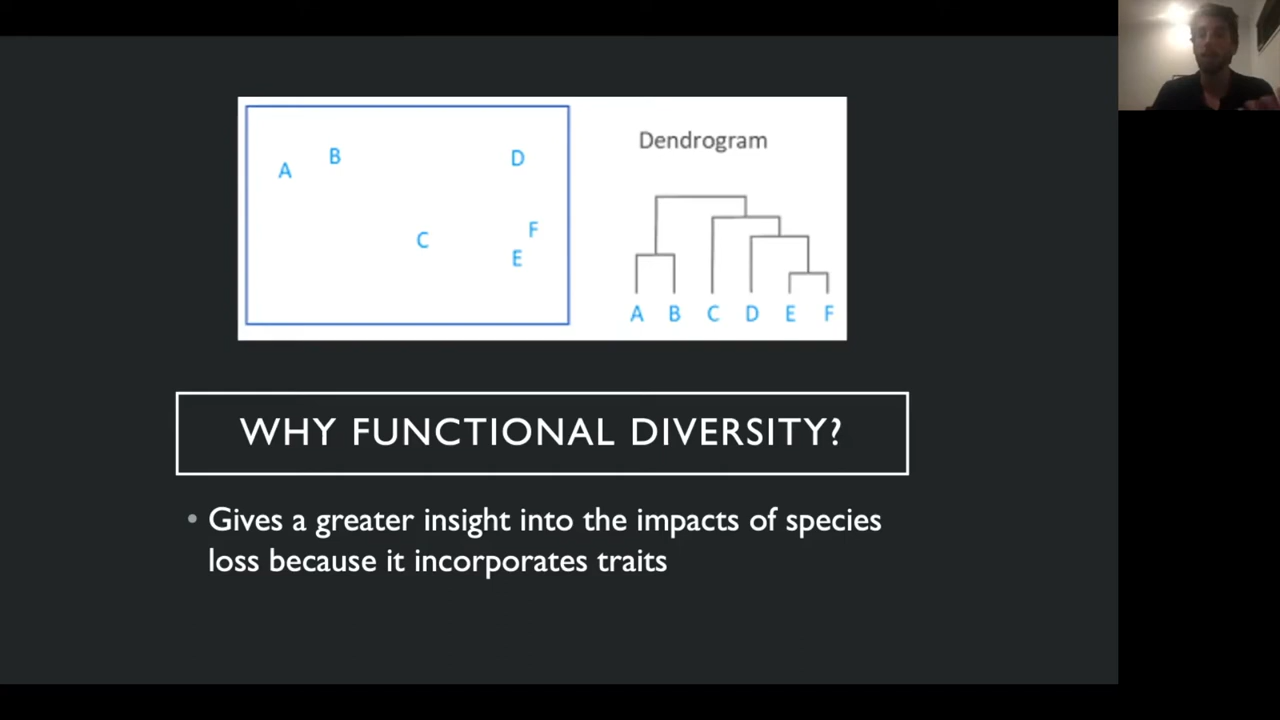 Dendrogram
A
B
D
C
F
E
A B C D E F
WHY FUNCTIONAL DIVERSITY?
• Gives a greater insight into the impacts of species
loss because it incorporates traits